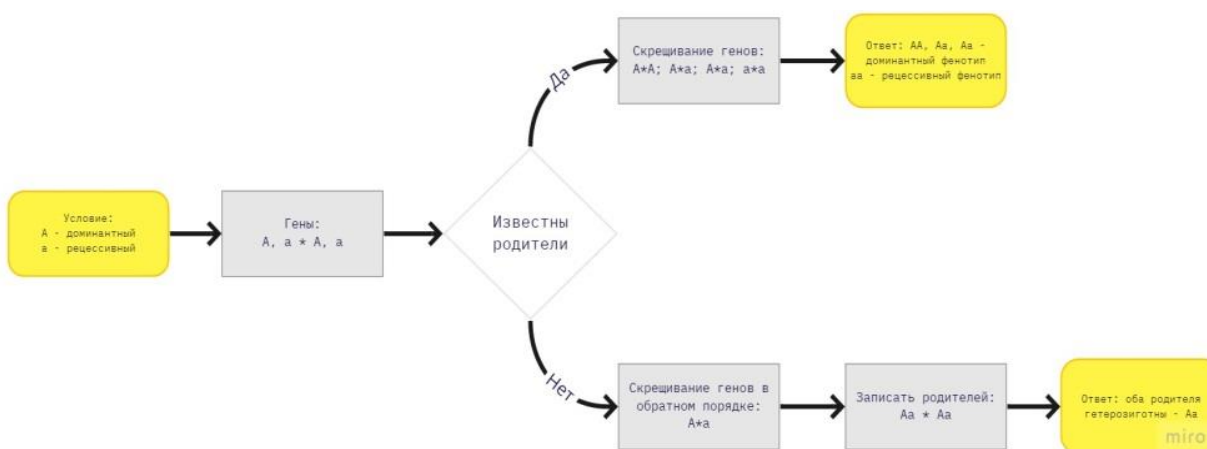 Условие:
А - доминантный
а - рецессивный
Гены:
А, а * А, а
Известны
родители
Да
Скрещивание генов:
А*А; А*а; А*а; а*а
Ответ: АА, Аа, Аа -
доминантный фенотип
аа - рецессивный фенотип
Нет
Скрещивание генов в
обратном порядке:
А*а
Записать родителей:
Аа * Аа
Ответ: оба родителя
гетерозиготны - Аа
miro